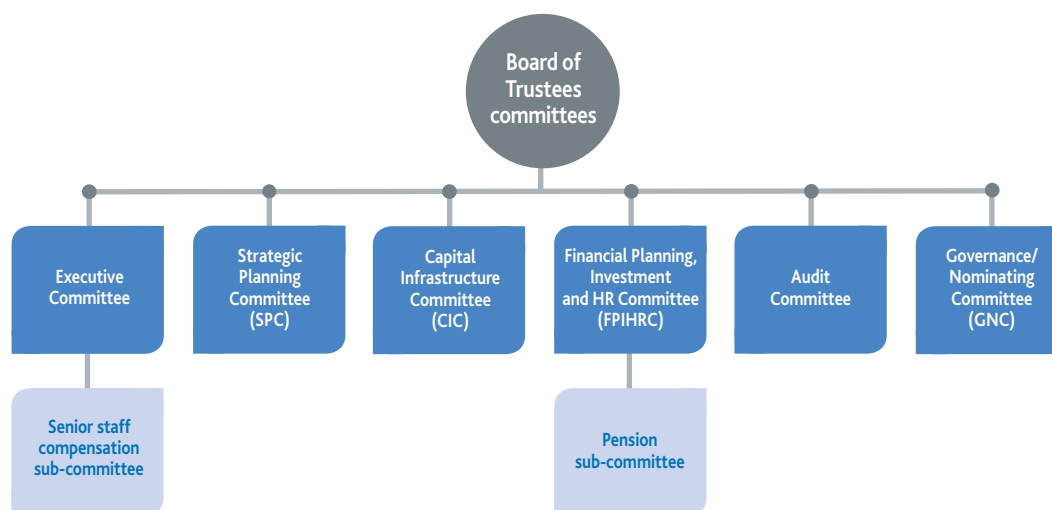 Board of
Trustees
committees
Executive
Committee
Strategic
Planning
Committee
(SPC)
Capital
Infrastructure
Committee
(CIC)
Financial Planning,
Investment
and HR Committee
(FPIHRC)
Audit
Committee
Governance/
Nominating
Committee
(GNC)
Senior staff
compensation
sub-committee
Pension
sub-committee